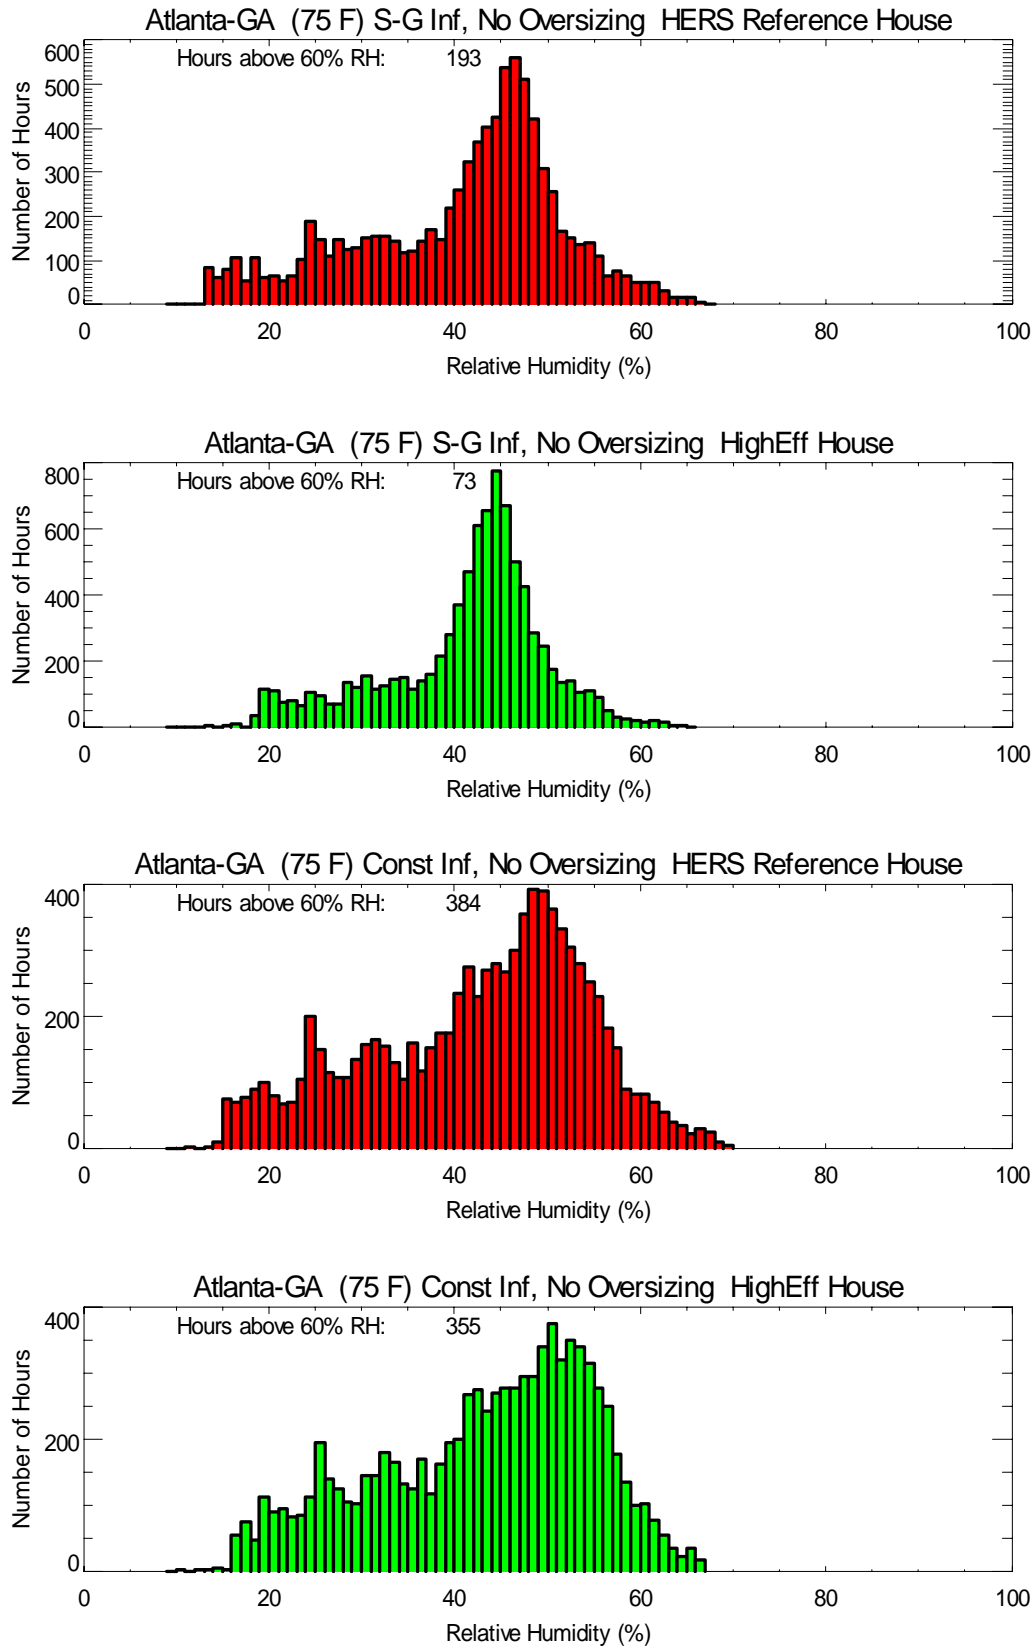 Atlanta-GA (75 F) S-G Inf, No Oversizing HERS Reference House
Hours above 60% RH: 193
Number of Hours
600
500
400
300
200
100
0
0 20 40 60 80 100
Relative Humidity (%)
Atlanta-GA (75 F) S-G Inf, No Oversizing HighEff House
Hours above 60% RH: 73
Number of Hours
800
600
400
200
0
0 20 40 60 80 100
Relative Humidity (%)
Atlanta-GA (75 F) Const Inf, No Oversizing HERS Reference House
Hours above 60% RH: 384
Number of Hours
400
200
0
0 20 40 60 80 100
Relative Humidity (%)
Atlanta-GA (75 F) Const Inf, No Oversizing HighEff House
Hours above 60% RH: 355
Number of Hours
400
200
0
0 20 40 60 80 100
Relative Humidity (%)